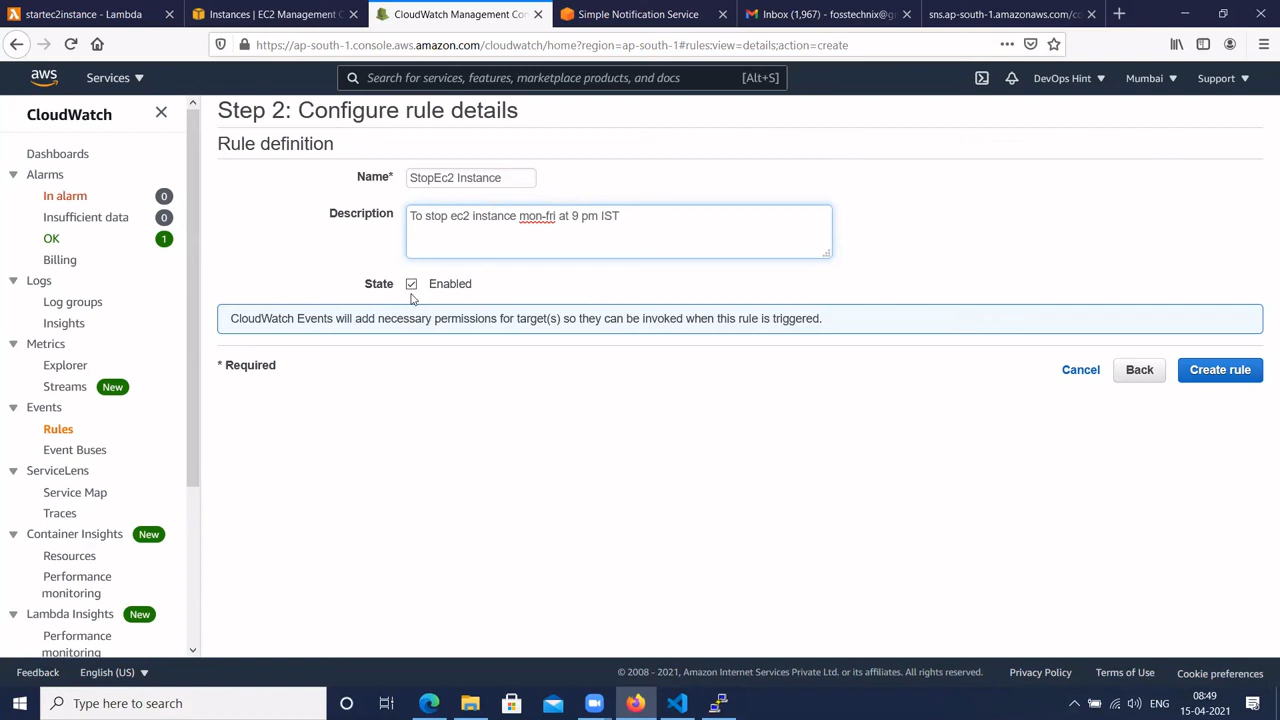 startec2instance - Lambda
Instances | EC2 Management C
CloudWatch Management Con
Simple Notification Service
Inbox (1,967) - fosstechnix@g
sns.ap-south-1.amazonaws.com/co
https://ap-south-1.console.aws.amazon.com/cloudwatch/home?region=ap-south-1#rules:view=details;action=create
aws
Services
Search for services, features, marketplace products, and docs
[Alt+S]
DevOps Hint
Mumbai
Support
CloudWatch
Dashboards
Alarms
In alarm 0
Insufficient data 0
OK 1
Billing
Logs
Log groups
Insights
Metrics
Explorer
Streams New
Events
Rules
Event Buses
ServiceLens
Service Map
Traces
Container Insights New
Resources
Performance
monitoring
Lambda Insights New
Performance
monitoring
Step 2: Configure rule details
Rule definition
Name* StopEc2 Instance
Description To stop ec2 instance mon-fri at 9 pm IST
State Enabled
CloudWatch Events will add necessary permissions for target(s) so they can be invoked when this rule is triggered.
* Required
Cancel Back Create rule
Feedback
English (US)
© 2008 - 2021, Amazon Internet Services Private Ltd. or its affiliates. All rights reserved.
Privacy Policy
Terms of Use
Cookie preferences
Type here to search
ENG
08:49
15-04-2021